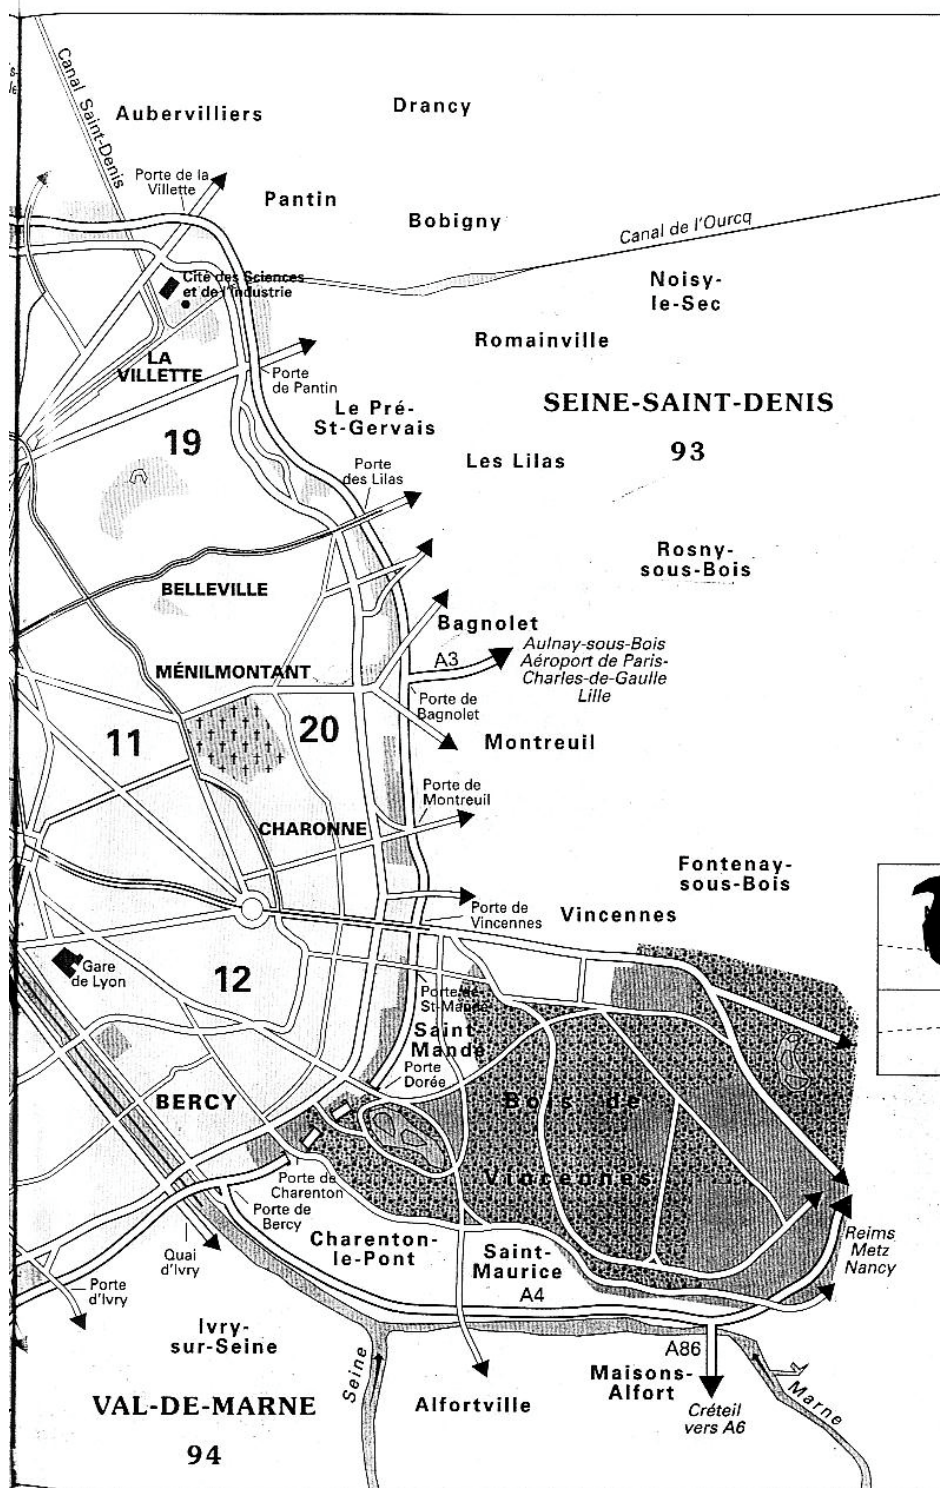 Canal Saint-Denis
Aubervilliers
Drancy
Porte de la
Villette
Pantin
Bobigny
Canal de l'Ourcq
Cité des Sciences
et de l'Industrie
Noisy-
le-Sec
Romainville
LA
VILLETTE
Porte
de Pantin
SEINE-SAINT-DENIS
93
Le Pré-
St-Gervais
19
Les Lilas
Porte
des Lilas
Rosny-
sous-Bois
BELLEVILLE
Bagnolet
A3
Aulnay-sous-Bois
Aéroport de Paris-
Charles-de-Gaulle
Lille
MÉNILMONTANT
Porte de
Bagnolet
11
20
Montreuil
Porte de
Montreuil
CHARONNE
Fontenay-
sous-Bois
Porte de
Vincennes
Vincennes
Gare
de Lyon
12
Porte de
St-Mandé
Saint-
Mandé
Porte
Dorée
BERCY
Bois de
Vincennes
Porte de
Charenton
Porte de
Bercy
Charenton-
le-Pont
Saint-
Maurice
A4
Reims
Metz
Nancy
Quai
d'Ivry
Porte
d'Ivry
Ivry-
sur-Seine
Seine
A86
Maisons-
Alfort
Marne
VAL-DE-MARNE
94
Alfortville
Créteil
vers A6